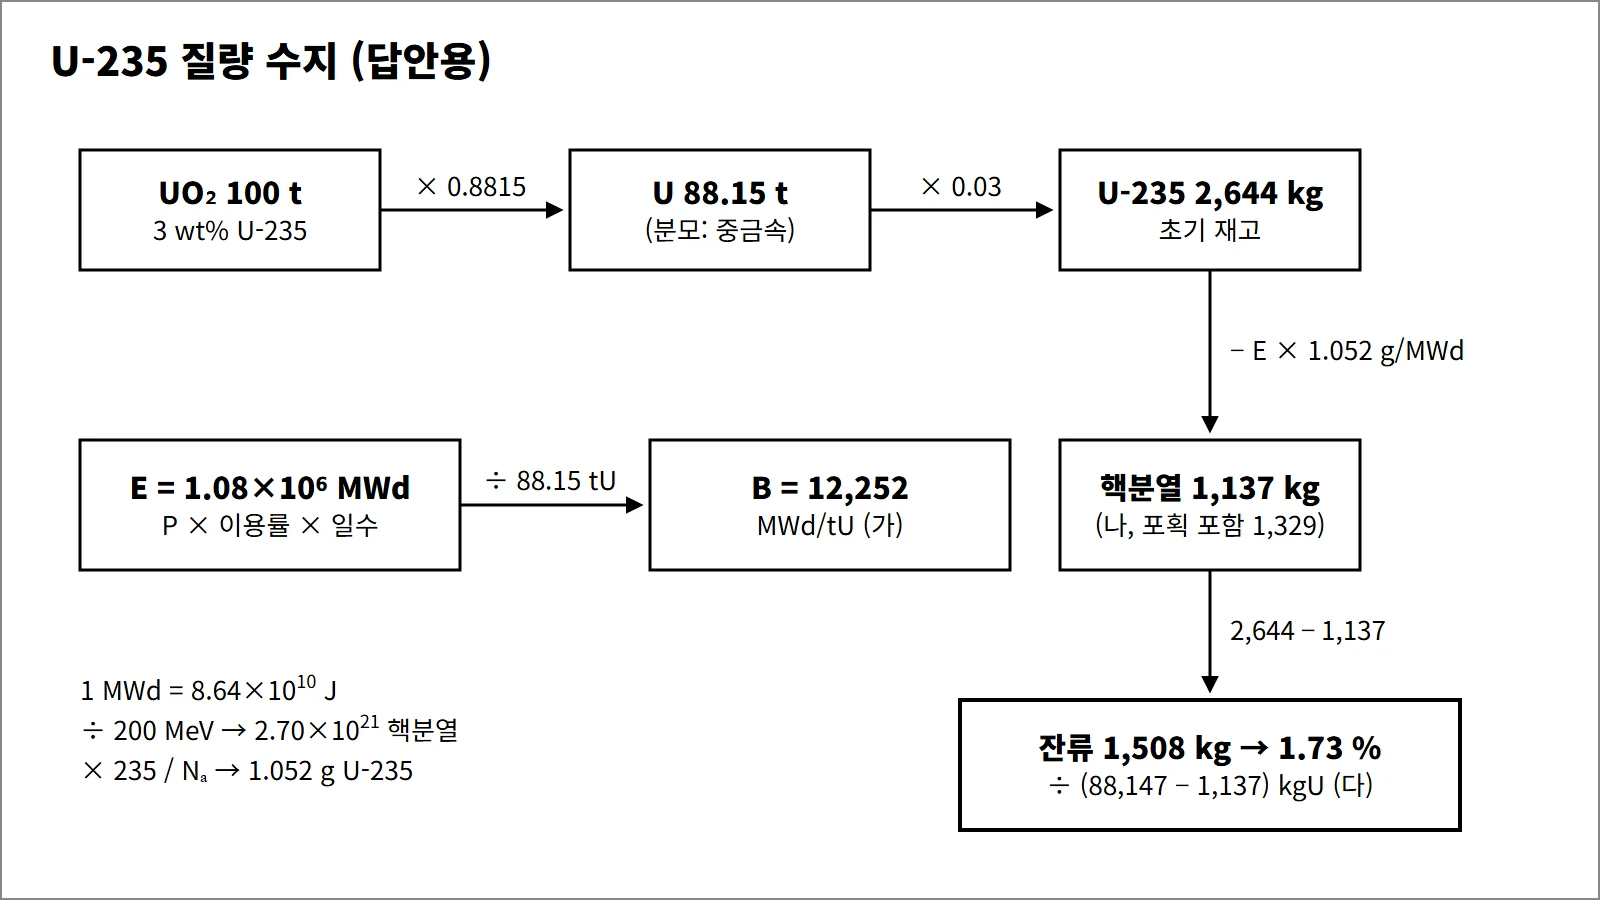 U-235 질량 수지 (답안용)
UO₂ 100 t
3 wt% U-235
× 0.8815
U 88.15 t
(분모: 중금속)
× 0.03
U-235 2,644 kg
초기 재고
− E × 1.052 g/MWd
E = 1.08×10⁶ MWd
P × 이용률 × 일수
÷ 88.15 tU
B = 12,252
MWd/tU (가)
핵분열 1,137 kg
(나, 포획 포함 1,329)
2,644 − 1,137
1 MWd = 8.64×10¹⁰ J
÷ 200 MeV → 2.70×10²¹ 핵분열
× 235 / Nₐ → 1.052 g U-235
잔류 1,508 kg → 1.73 %
÷ (88,147 − 1,137) kgU (다)